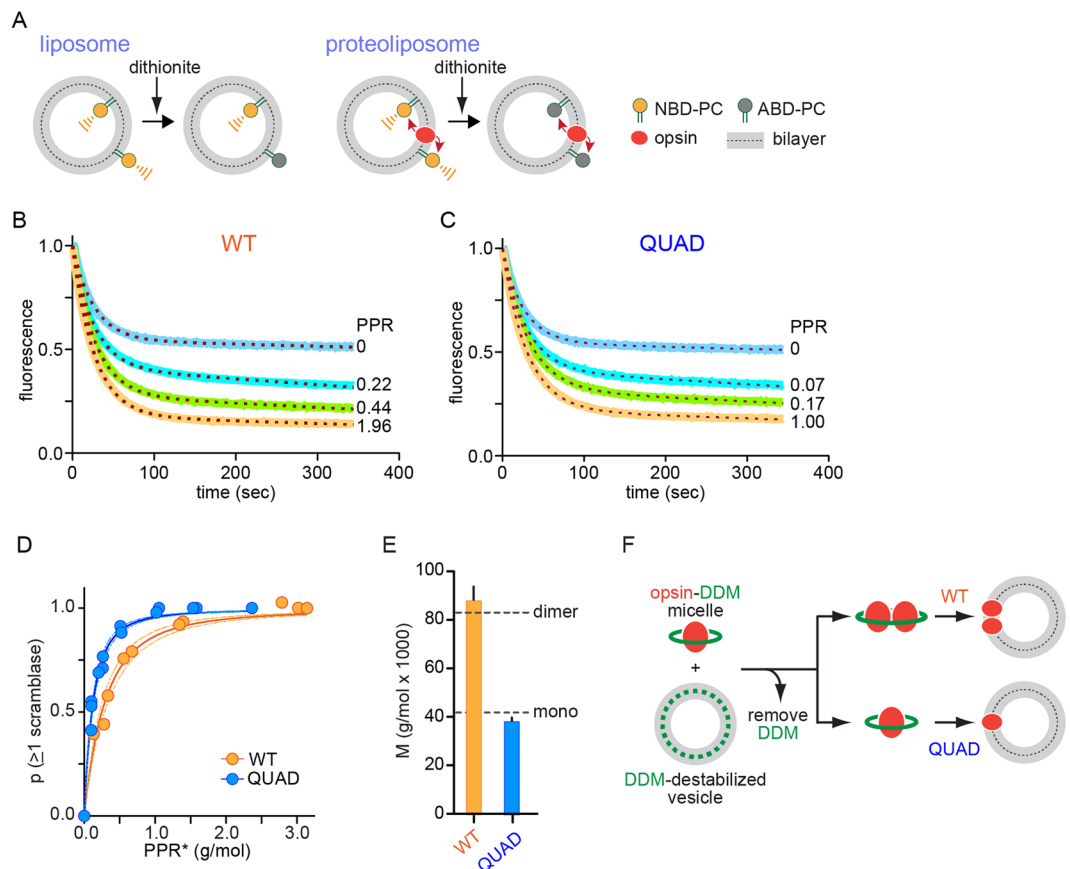 A
liposome
proteoliposome
dithionite
dithionite
NBD-PC
ABD-PC
opsin
bilayer
B
WT
1.0
0.5
0.0
fluorescence
PPR
0
0.22
0.44
1.96
0
100
200
300
400
time (sec)
C
QUAD
1.0
0.5
0.0
fluorescence
PPR
0
0.07
0.17
1.00
0
100
200
300
400
time (sec)
D
1.0
0.5
0.0
p (≥1 scramblase)
WT
QUAD
0.0
1.0
2.0
3.0
PPR* (g/mol)
E
100
80
60
40
20
0
M (g/mol x 1000)
dimer
mono
WT
QUAD
F
opsin-DDM
micelle
+
DDM-destabilized
vesicle
remove
DDM
WT
QUAD